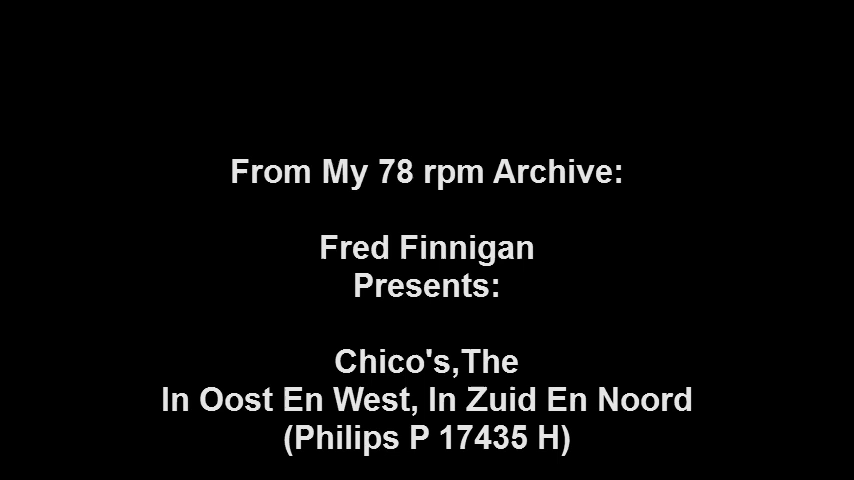 From My 78 rpm Archive:
Fred Finnigan
Presents:
Chico's,The
In Oost En West, In Zuid En Noord
(Philips P 17435 H)